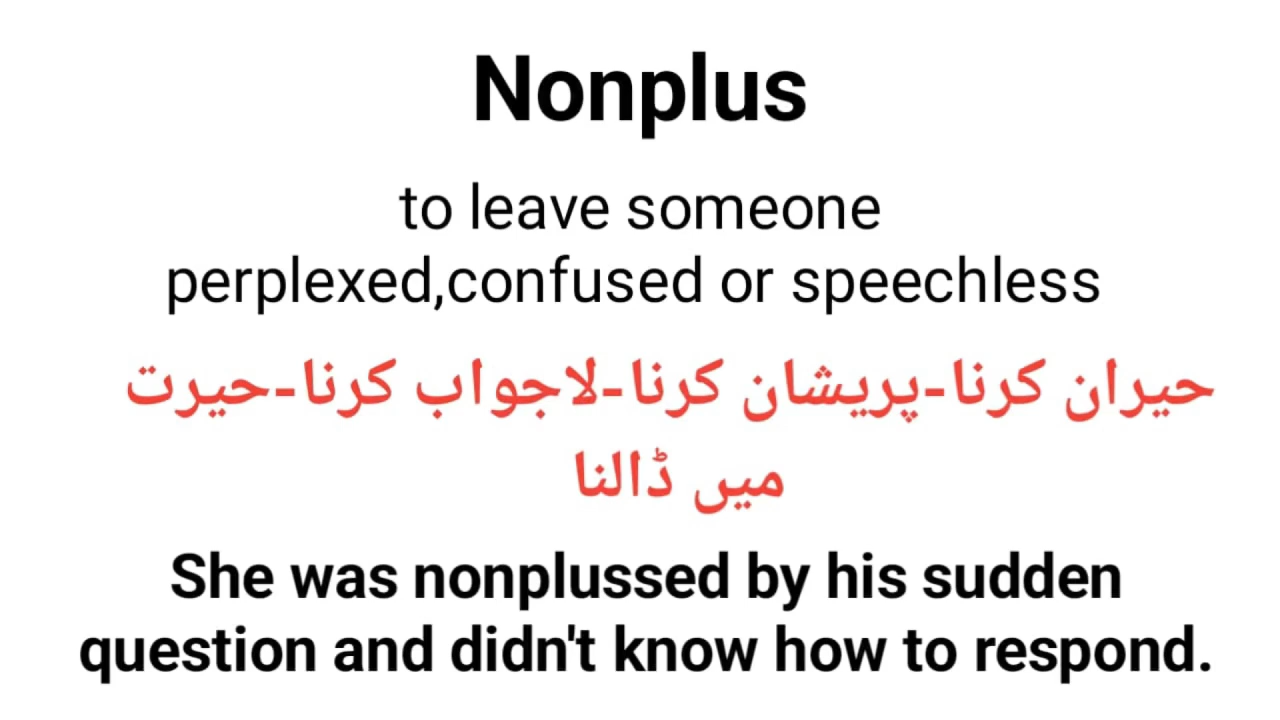 Nonplus
to leave someone
perplexed,confused or speechless
حیران کرنا-پریشان کرنا-لاجواب کرنا-حیرت
میں ڈالنا
She was nonplussed by his sudden
question and didn't know how to respond.